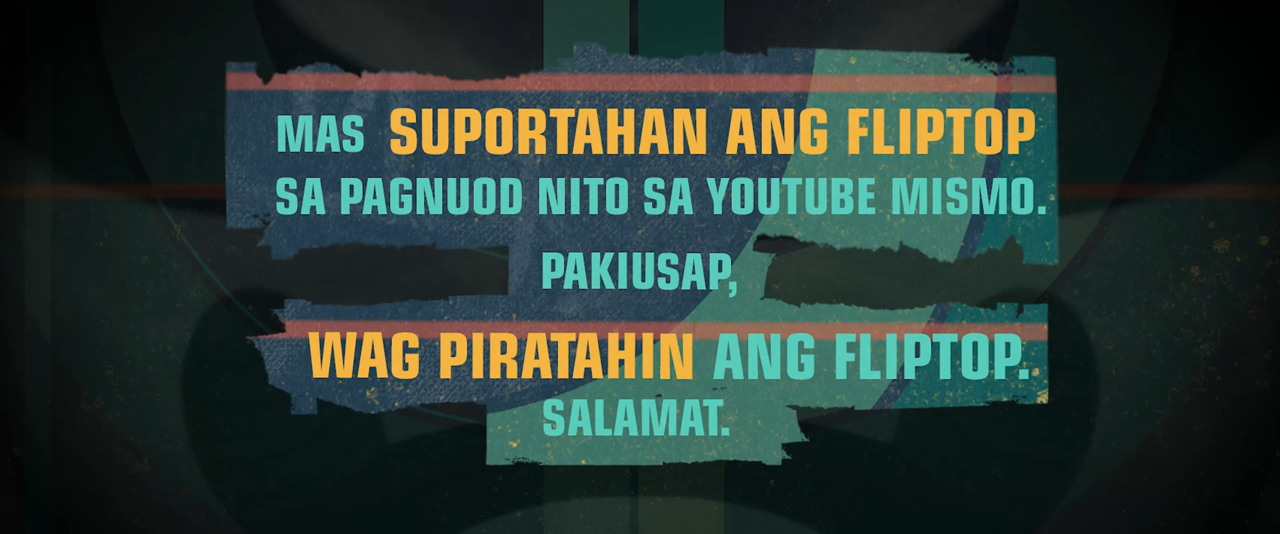 MAS SUPORTAHAN ANG FLIPTOP
SA PAGNUOD NITO SA YOUTUBE MISMO.
PAKIUSAP,
WAG PIRATAHIN ANG FLIPTOP.
SALAMAT.